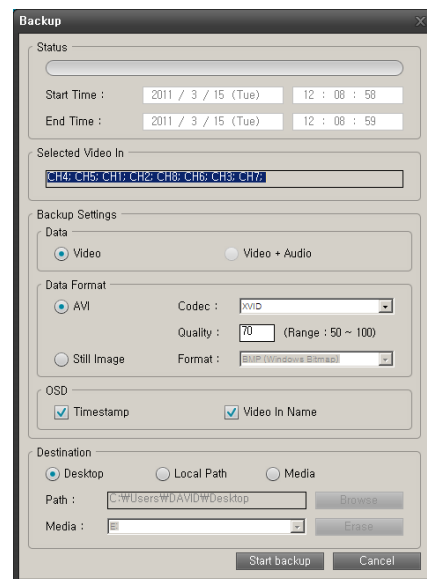 Backup
Status
Start Time : 2011 / 3 / 15 (Tue) 12 : 08 : 58
End Time : 2011 / 3 / 15 (Tue) 12 : 08 : 59
Selected Video In
CH4; CH5; CH1; CH2; CH8; CH6; CH3; CH7;
Backup Settings
Data
Video Video + Audio
Data Format
AVI Codec : XVID
Quality : 70 (Range : 50 ~ 100)
Still Image Format : BMP (Windows Bitmap)
OSD
Timestamp Video In Name
Destination
Desktop Local Path Media
Path : C:₩Users₩DAVID₩Desktop Browse
Media : Erase
Start backup Cancel